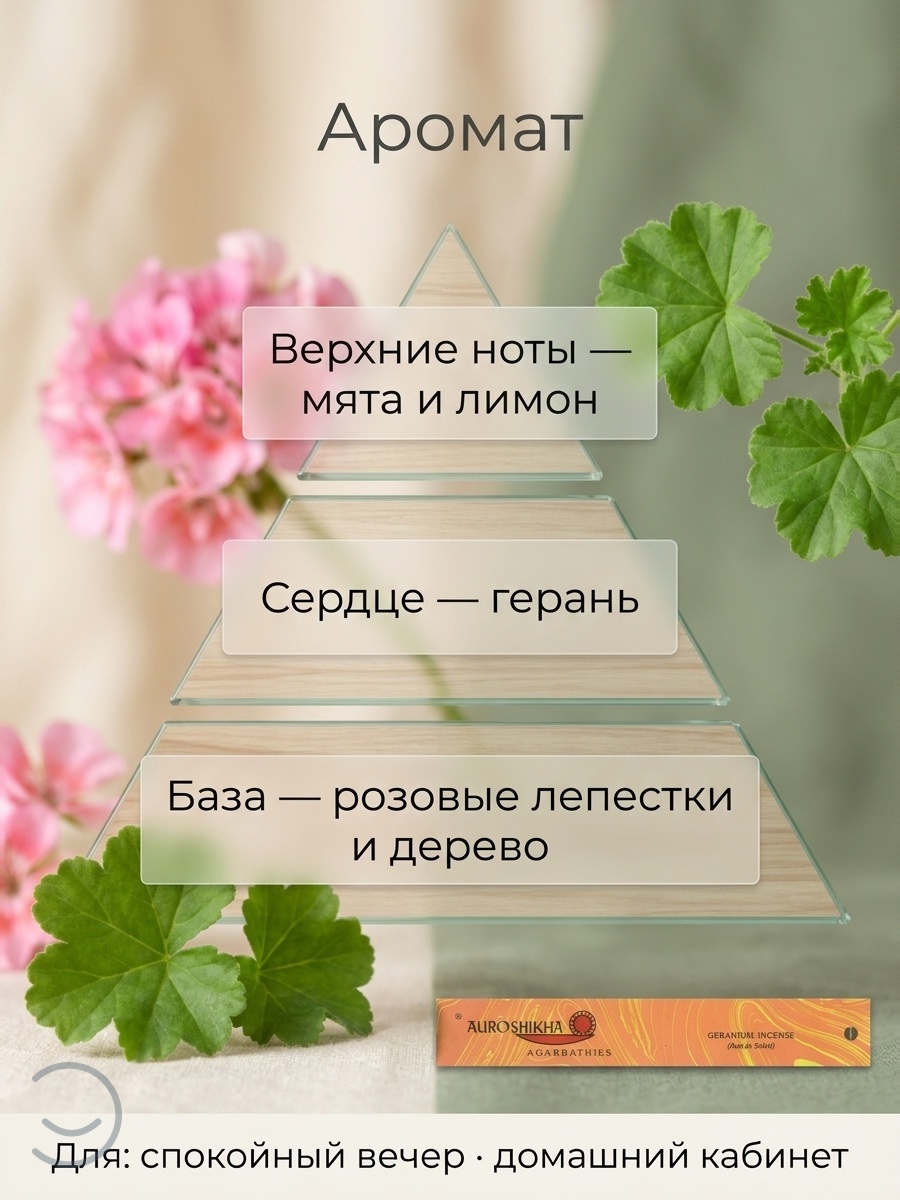 Аромат
Верхние ноты —
мята и лимон
Сердце — герань
База — розовые лепестки
и дерево
® AUROSHIKHA
AGARBATHIES
GERANIUM INCENSE
Для: спокойный вечер · домашний кабинет